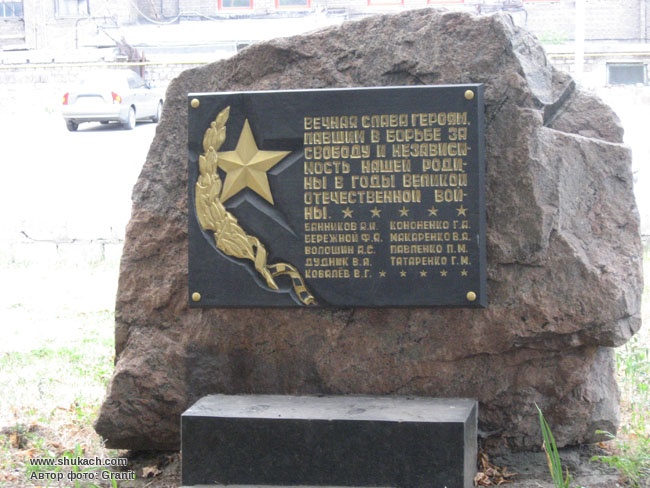 ВЕЧНАЯ СЛАВА ГЕРОЯМ,
ПАВШИМ В БОРЬБЕ ЗА
СВОБОДУ И НЕЗАВИСИ-
МОСТЬ НАШЕЙ РОДИ-
НЫ В ГОДЫ ВЕЛИКОЙ
ОТЕЧЕСТВЕННОЙ ВОЙ-
НЫ.
БАННИКОВ А.И. КОНОНЕНКО Г.А.
БЕРЕЖНОЙ Ф.А. МАКАРЕНКО В.А.
ВОЛОШИН А.С. ПАВЛЕНКО П.М.
ДУДНИК В.А. ТАТАРЕНКО Г.М.
КОВАЛЁВ В.Г.
www.shukach.com
Автор фото- Granit